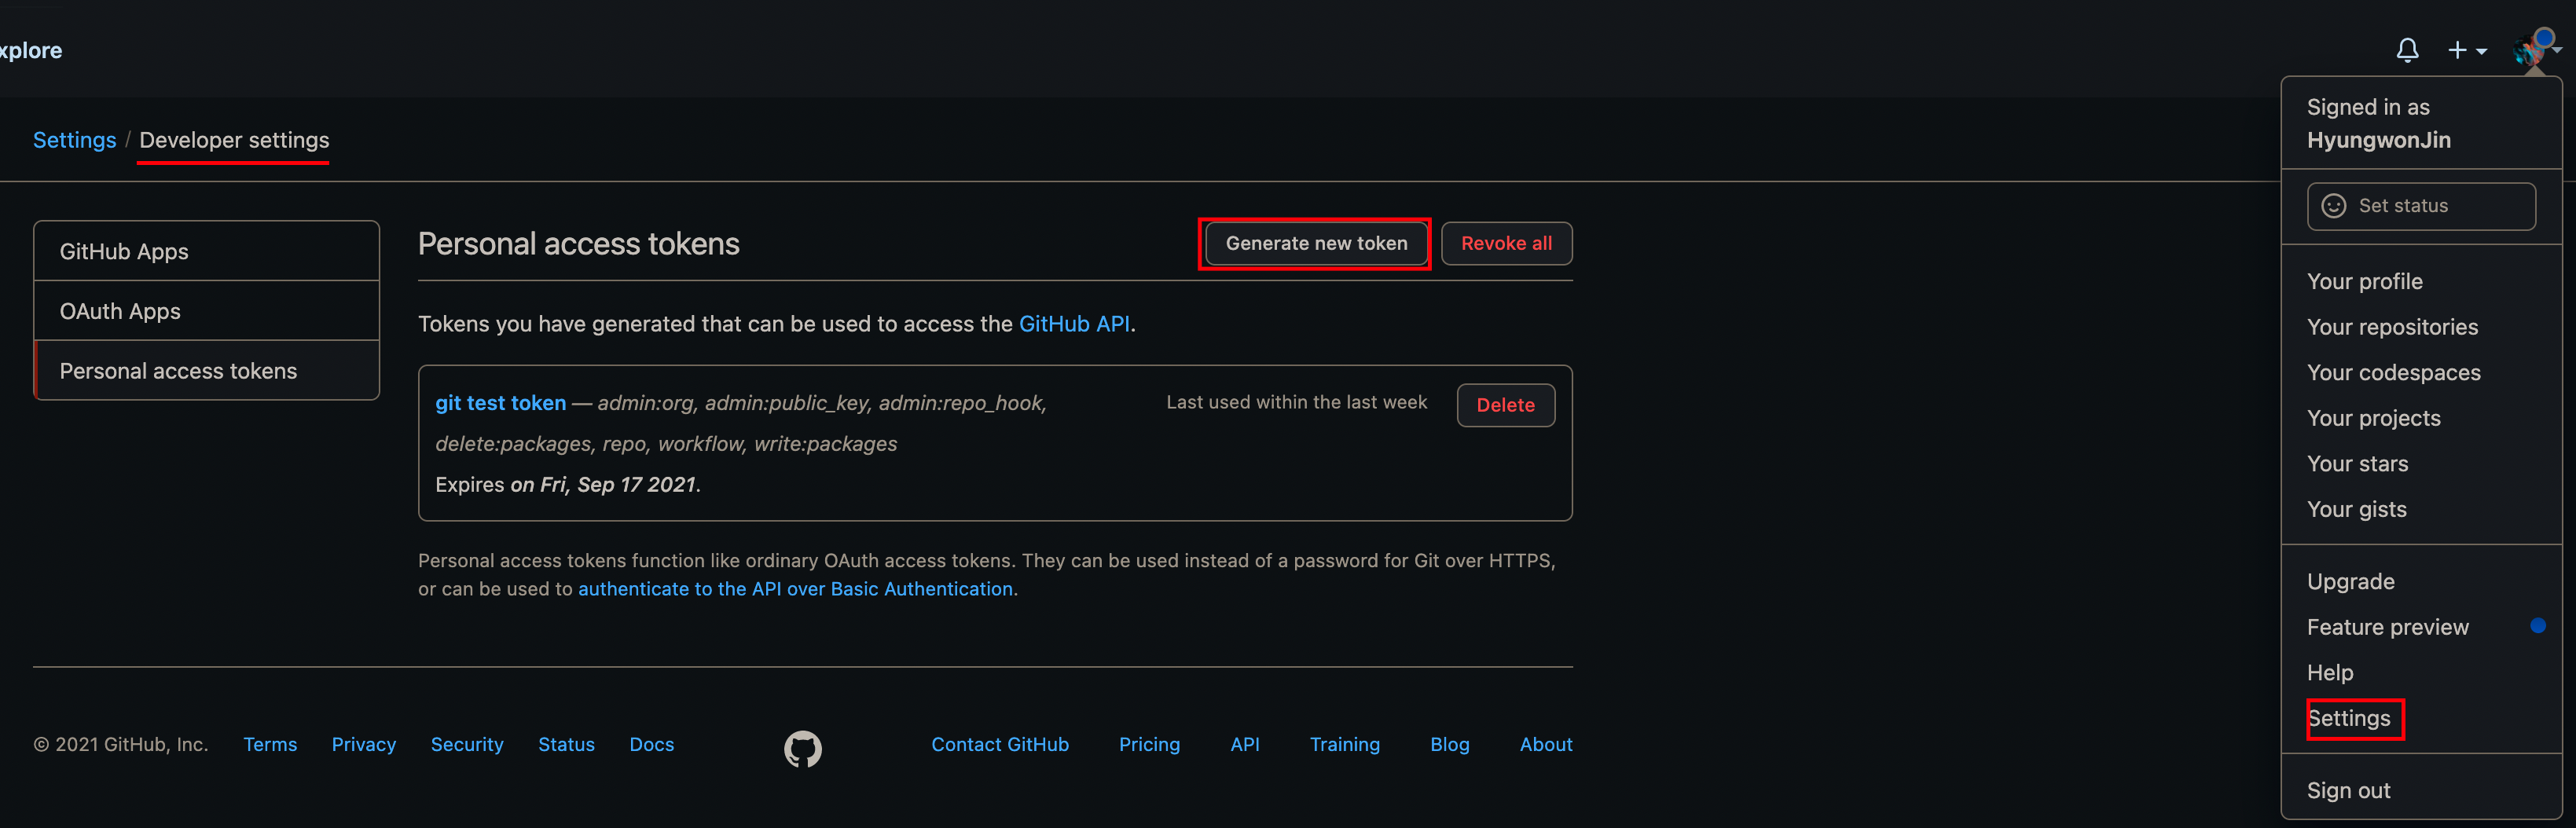 xplore
Settings / Developer settings
GitHub Apps
OAuth Apps
Personal access tokens
Personal access tokens
Generate new token
Revoke all
Tokens you have generated that can be used to access the GitHub API.
git test token — admin:org, admin:public_key, admin:repo_hook,
delete:packages, repo, workflow, write:packages
Last used within the last week
Delete
Expires on Fri, Sep 17 2021.
Personal access tokens function like ordinary OAuth access tokens. They can be used instead of a password for Git over HTTPS,
or can be used to authenticate to the API over Basic Authentication.
© 2021 GitHub, Inc.
Terms
Privacy
Security
Status
Docs
Contact GitHub
Pricing
API
Training
Blog
About
Signed in as
HyungwonJin
Set status
Your profile
Your repositories
Your codespaces
Your projects
Your stars
Your gists
Upgrade
Feature preview
Help
Settings
Sign out